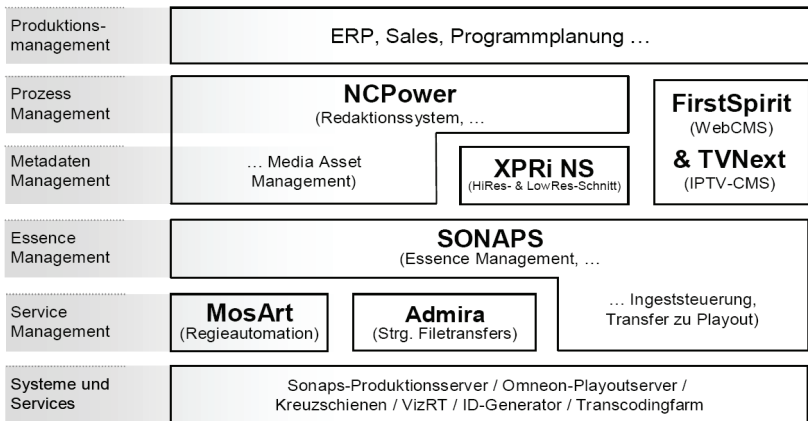 Produktions-
management
ERP, Sales, Programmplanung …
Prozess
Management
NCPower
(Redaktionssystem, …
FirstSpirit
(WebCMS)
& TVNext
(IPTV-CMS)
Metadaten
Management
… Media Asset
Management)
XPRi NS
(HiRes- & LowRes-Schnitt)
Essence
Management
SONAPS
(Essence Management, …
… Ingeststeuerung,
Transfer zu Playout)
Service
Management
MosArt
(Regieautomation)
Admira
(Strg. Filetransfers)
Systeme und
Services
Sonaps-Produktionsserver / Omneon-Playoutserver /
Kreuzschienen / VizRT / ID-Generator / Transcodingfarm